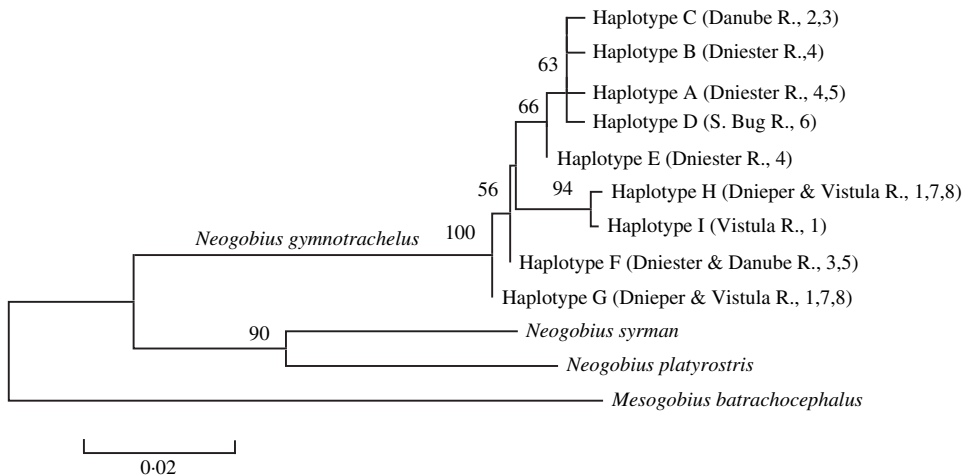 Haplotype C (Danube R., 2,3)
Haplotype B (Dniester R.,4)
63
Haplotype A (Dniester R., 4,5)
66
Haplotype D (S. Bug R., 6)
Haplotype E (Dniester R., 4)
56
94
Haplotype H (Dnieper & Vistula R., 1,7,8)
Haplotype I (Vistula R., 1)
Neogobius gymnotrachelus
100
Haplotype F (Dniester & Danube R., 3,5)
Haplotype G (Dnieper & Vistula R., 1,7,8)
90
Neogobius syrman
Neogobius platyrostris
Mesogobius batrachocephalus
0·02